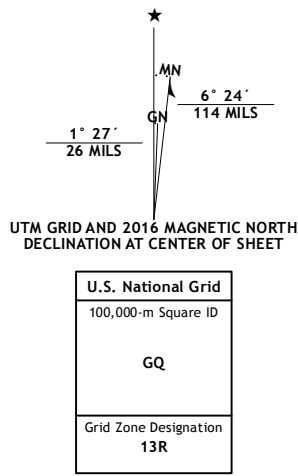 ★
MN
GN
6° 24´
114 MILS
1° 27´
26 MILS
UTM GRID AND 2016 MAGNETIC NORTH
DECLINATION AT CENTER OF SHEET
U.S. National Grid
100,000-m Square ID
GQ
Grid Zone Designation
13R